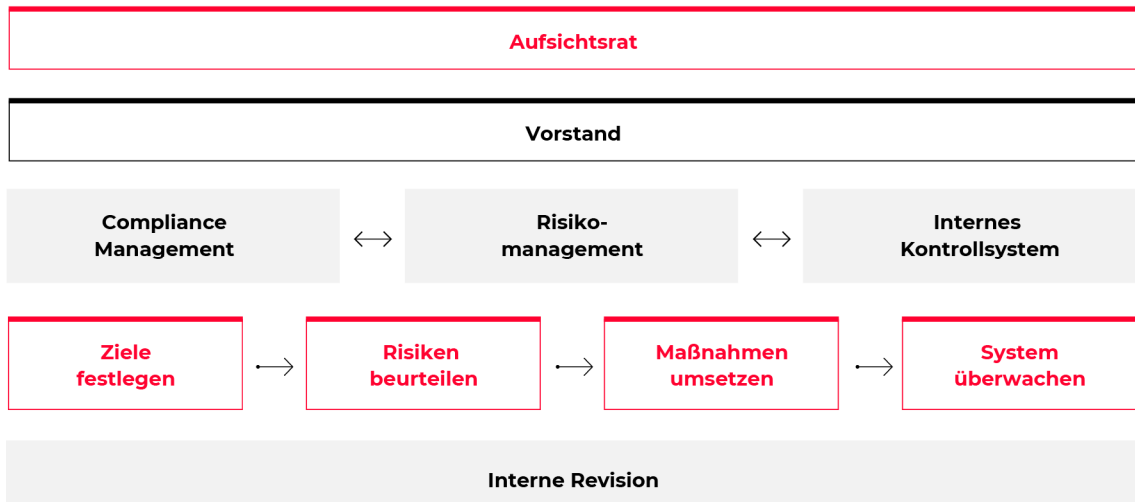 Aufsichtsrat
Vorstand
Compliance
Management
Risiko-
management
Internes
Kontrollsystem
Ziele
festlegen
Risiken
beurteilen
Maßnahmen
umsetzen
System
überwachen
Interne Revision